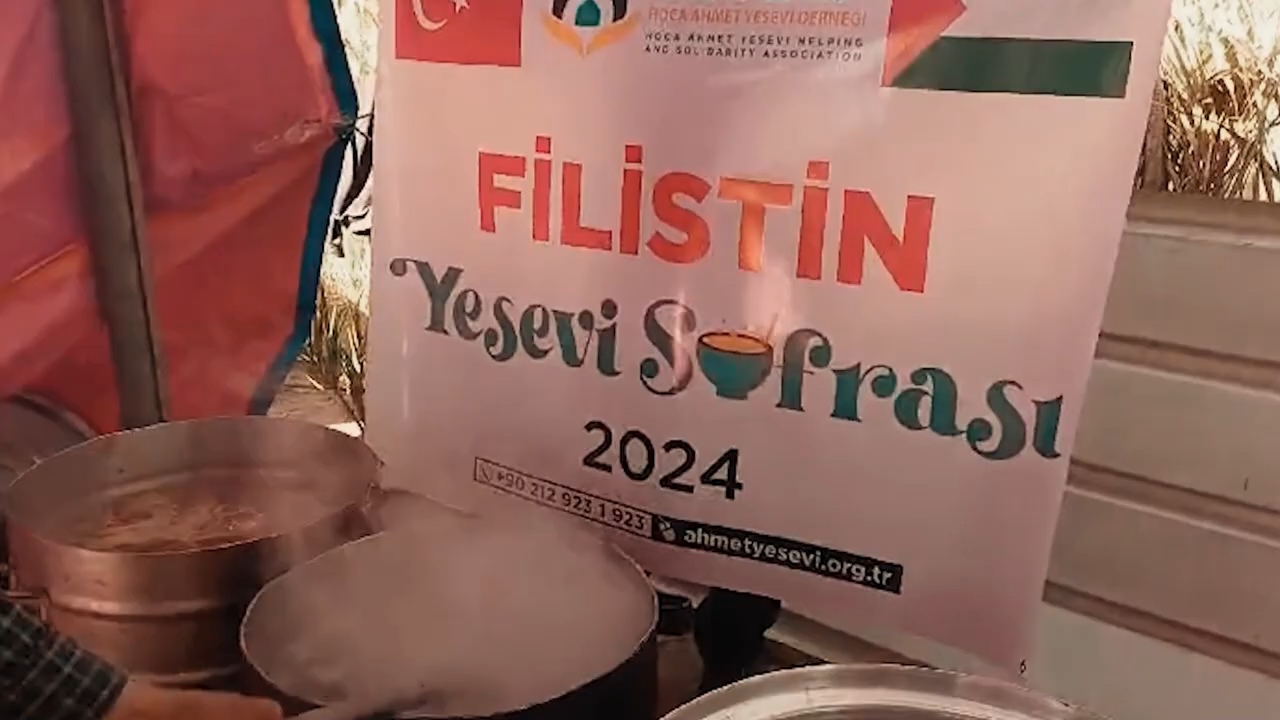 HOCA AHMET YESEVİ DERNEĞİ
HOCA AHMET YESEVI HELPING
AND SOLIDARITY ASSOCIATION
FİLİSTİN
Yesevi Sofrası
2024
+90 212 923 1 923 ahmetyesevi.org.tr